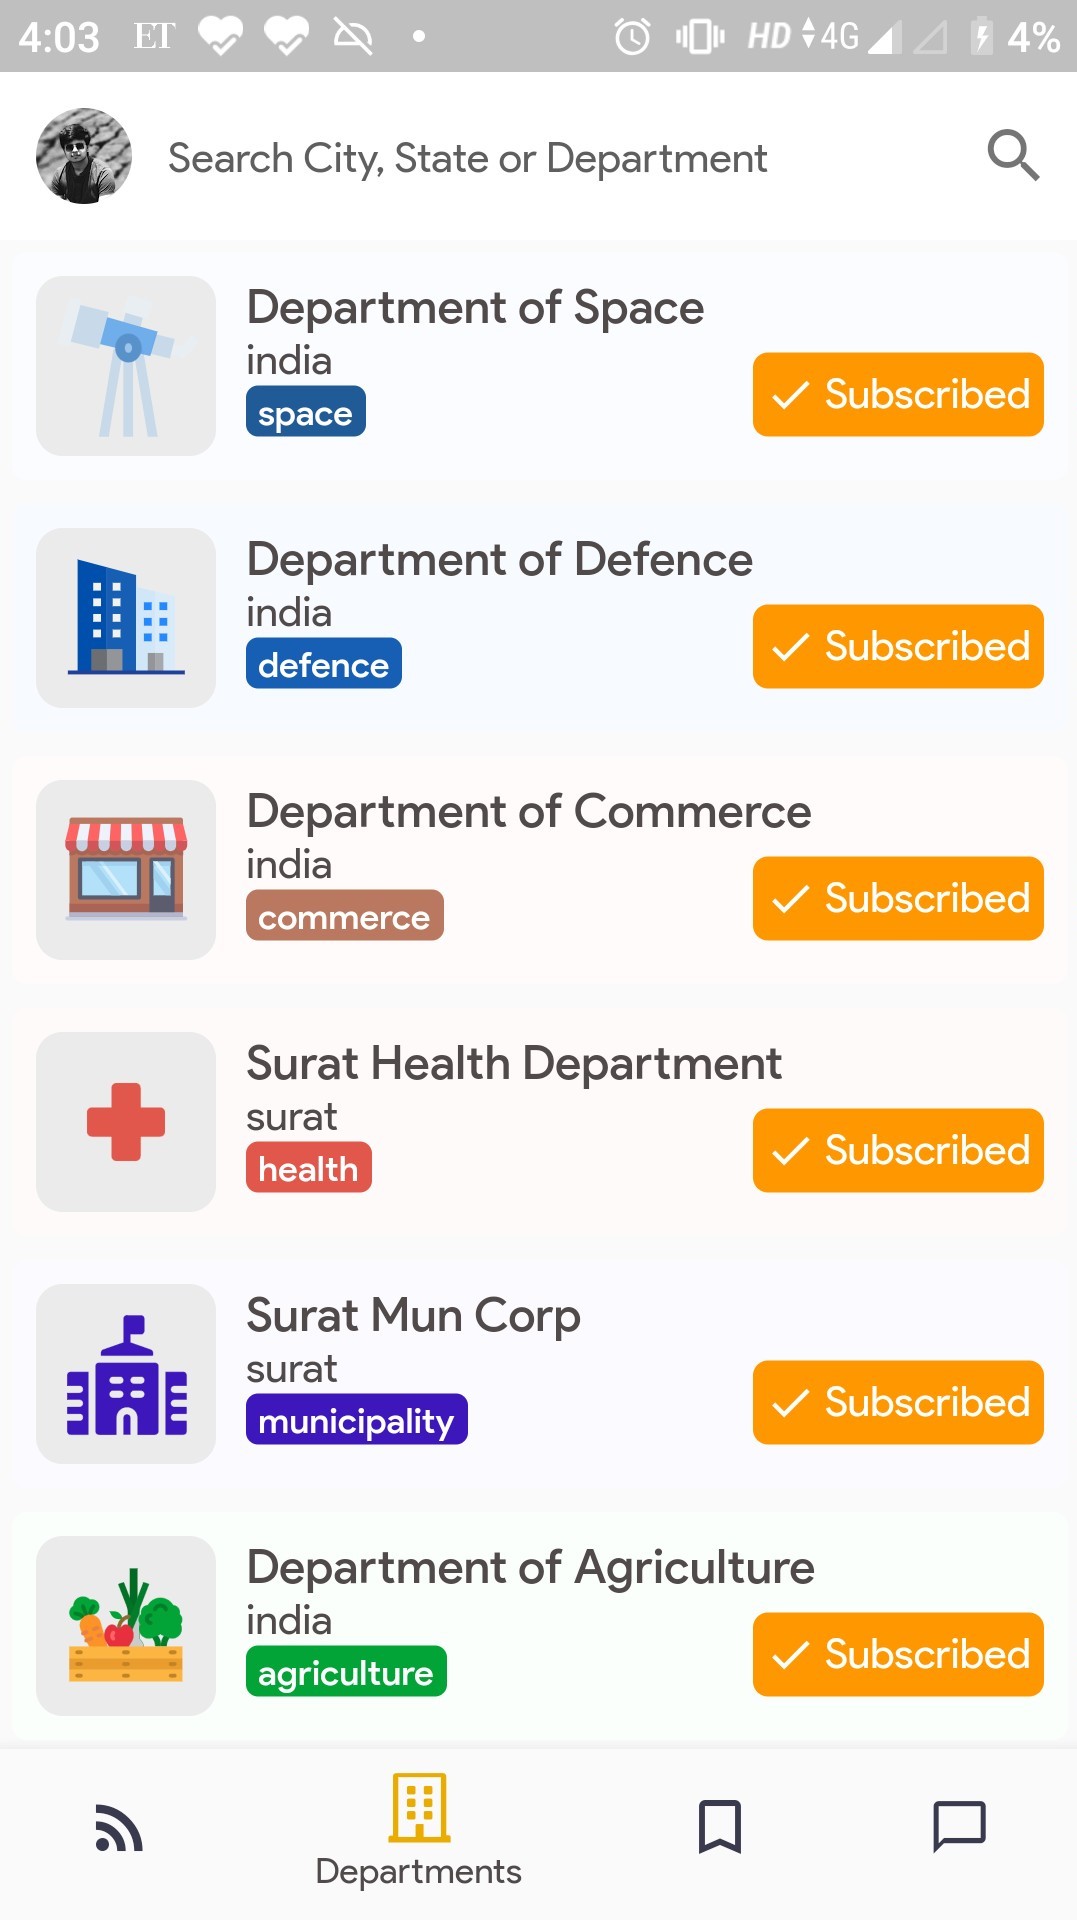 4:03 ET HD 4G 4%
Search City, State or Department
Department of Space
india
space
Subscribed
Department of Defence
india
defence
Subscribed
Department of Commerce
india
commerce
Subscribed
Surat Health Department
surat
health
Subscribed
Surat Mun Corp
surat
municipality
Subscribed
Department of Agriculture
india
agriculture
Subscribed
Departments